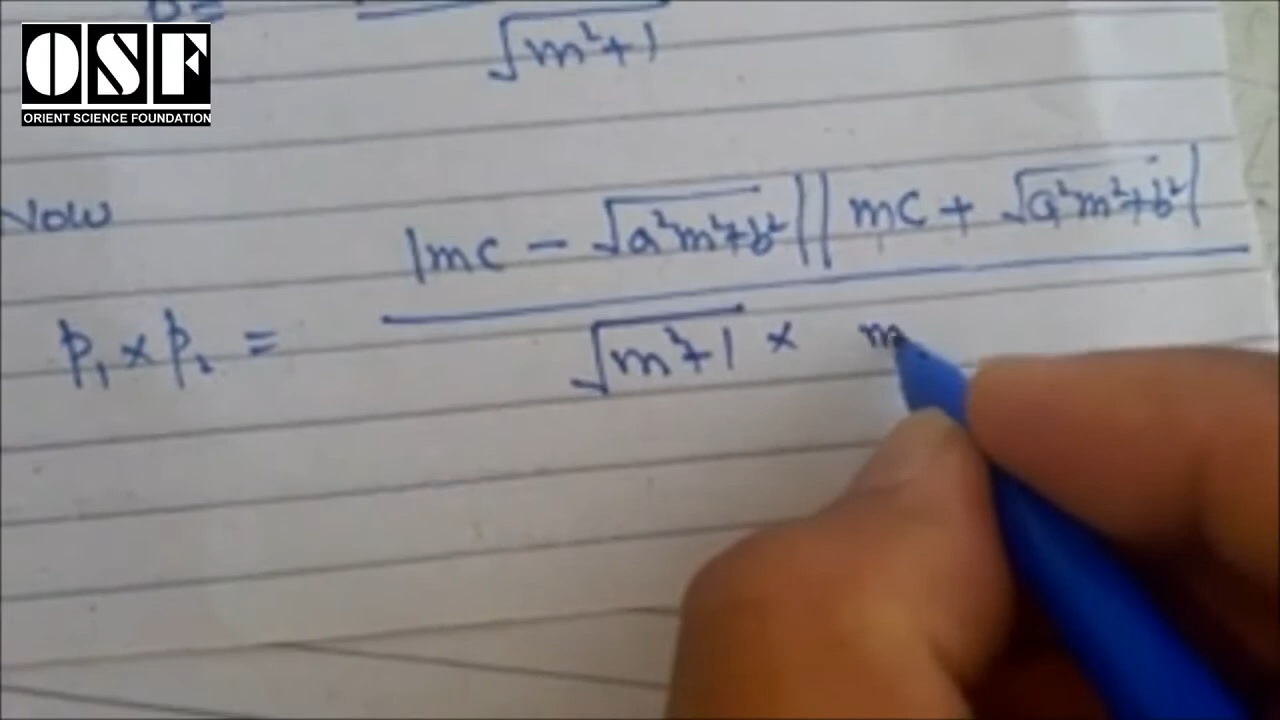 OSF
ORIENT SCIENCE FOUNDATION
√m²+1
Now
|mc - √a²m²+b²| | mc + √a²m²+b²|
p₁ × p₂ =
√m²+1 × m